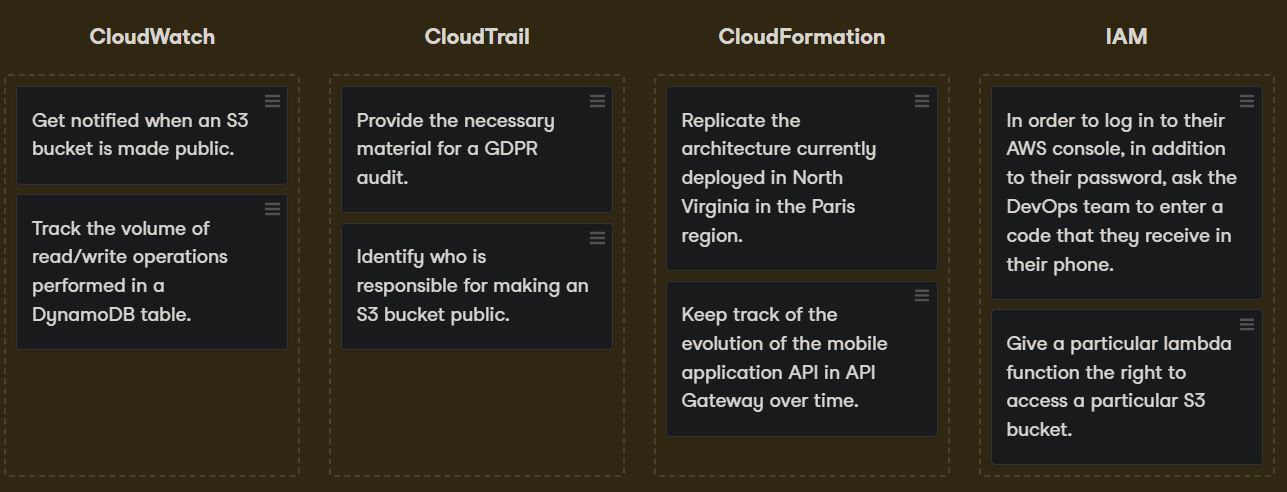 CloudWatch
Get notified when an S3
bucket is made public.
Track the volume of
read/write operations
performed in a
DynamoDB table.
CloudTrail
Provide the necessary
material for a GDPR
audit.
Identify who is
responsible for making an
S3 bucket public.
CloudFormation
Replicate the
architecture currently
deployed in North
Virginia in the Paris
region.
Keep track of the
evolution of the mobile
application API in API
Gateway over time.
IAM
In order to log in to their
AWS console, in addition
to their password, ask the
DevOps team to enter a
code that they receive in
their phone.
Give a particular lambda
function the right to
access a particular S3
bucket.